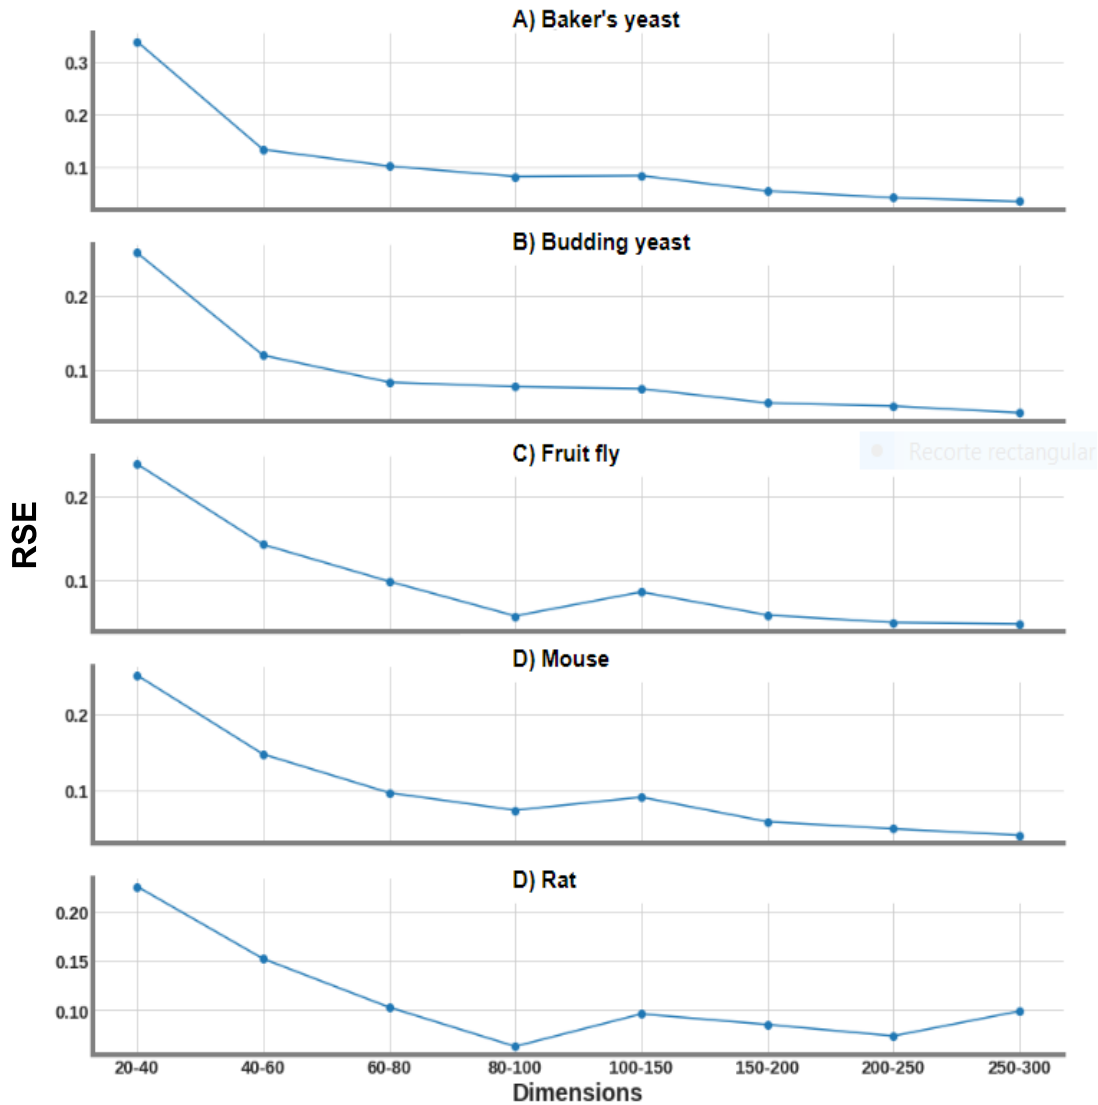 A) Baker's yeast
0.3
0.2
0.1
B) Budding yeast
0.2
0.1
C) Fruit fly
Recorte rectangular
0.2
RSE
0.1
D) Mouse
0.2
0.1
D) Rat
0.20
0.15
0.10
20-40 40-60 60-80 80-100 100-150 150-200 200-250 250-300
Dimensions